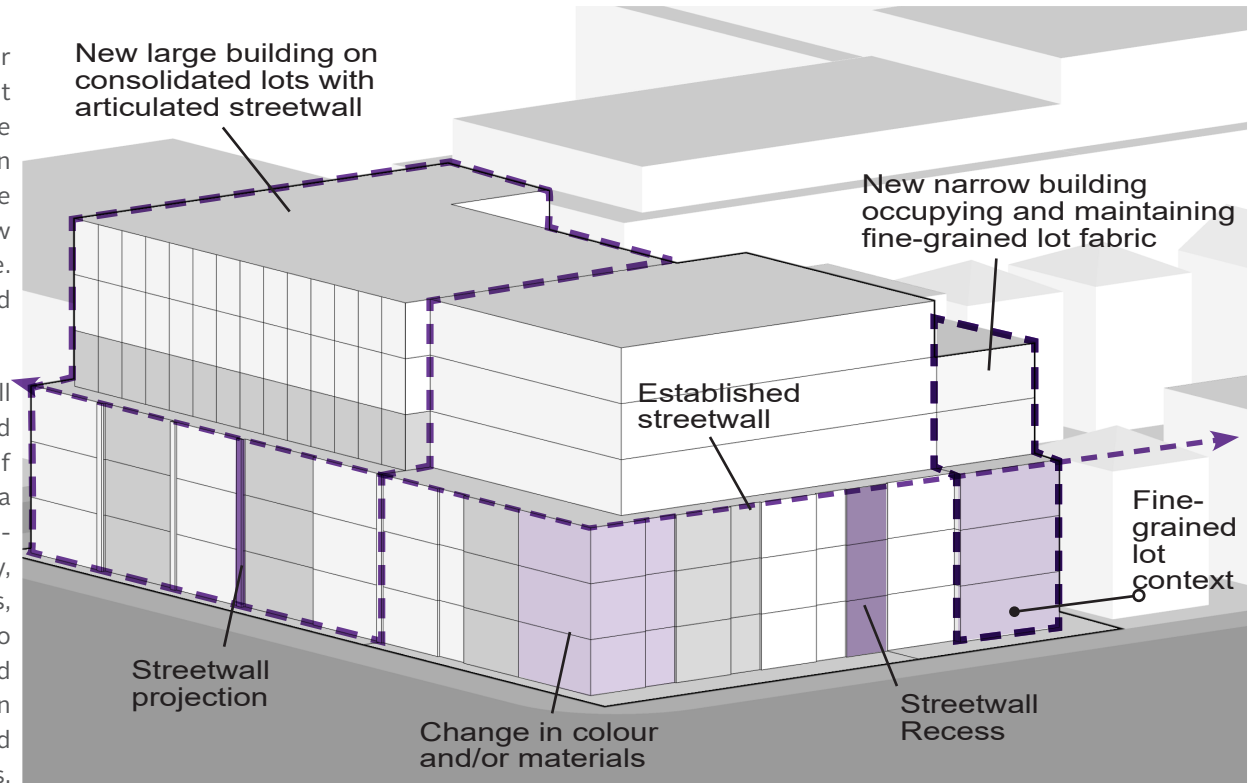 New large building on
consolidated lots with
articulated streetwall
New narrow building
occupying and maintaining
fine-grained lot fabric
Established
streetwall
Fine-
grained
lot
context
Streetwall
projection
Change in colour
and/or materials
Streetwall
Recess